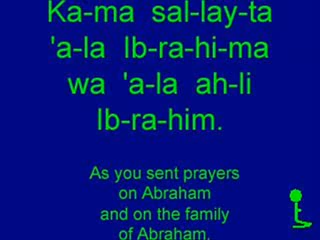 Ka-ma sal-lay-ta
'a-la Ib-ra-hi-ma
wa 'a-la ah-li
Ib-ra-him.
As you sent prayers
on Abraham
and on the family
of Abraham.